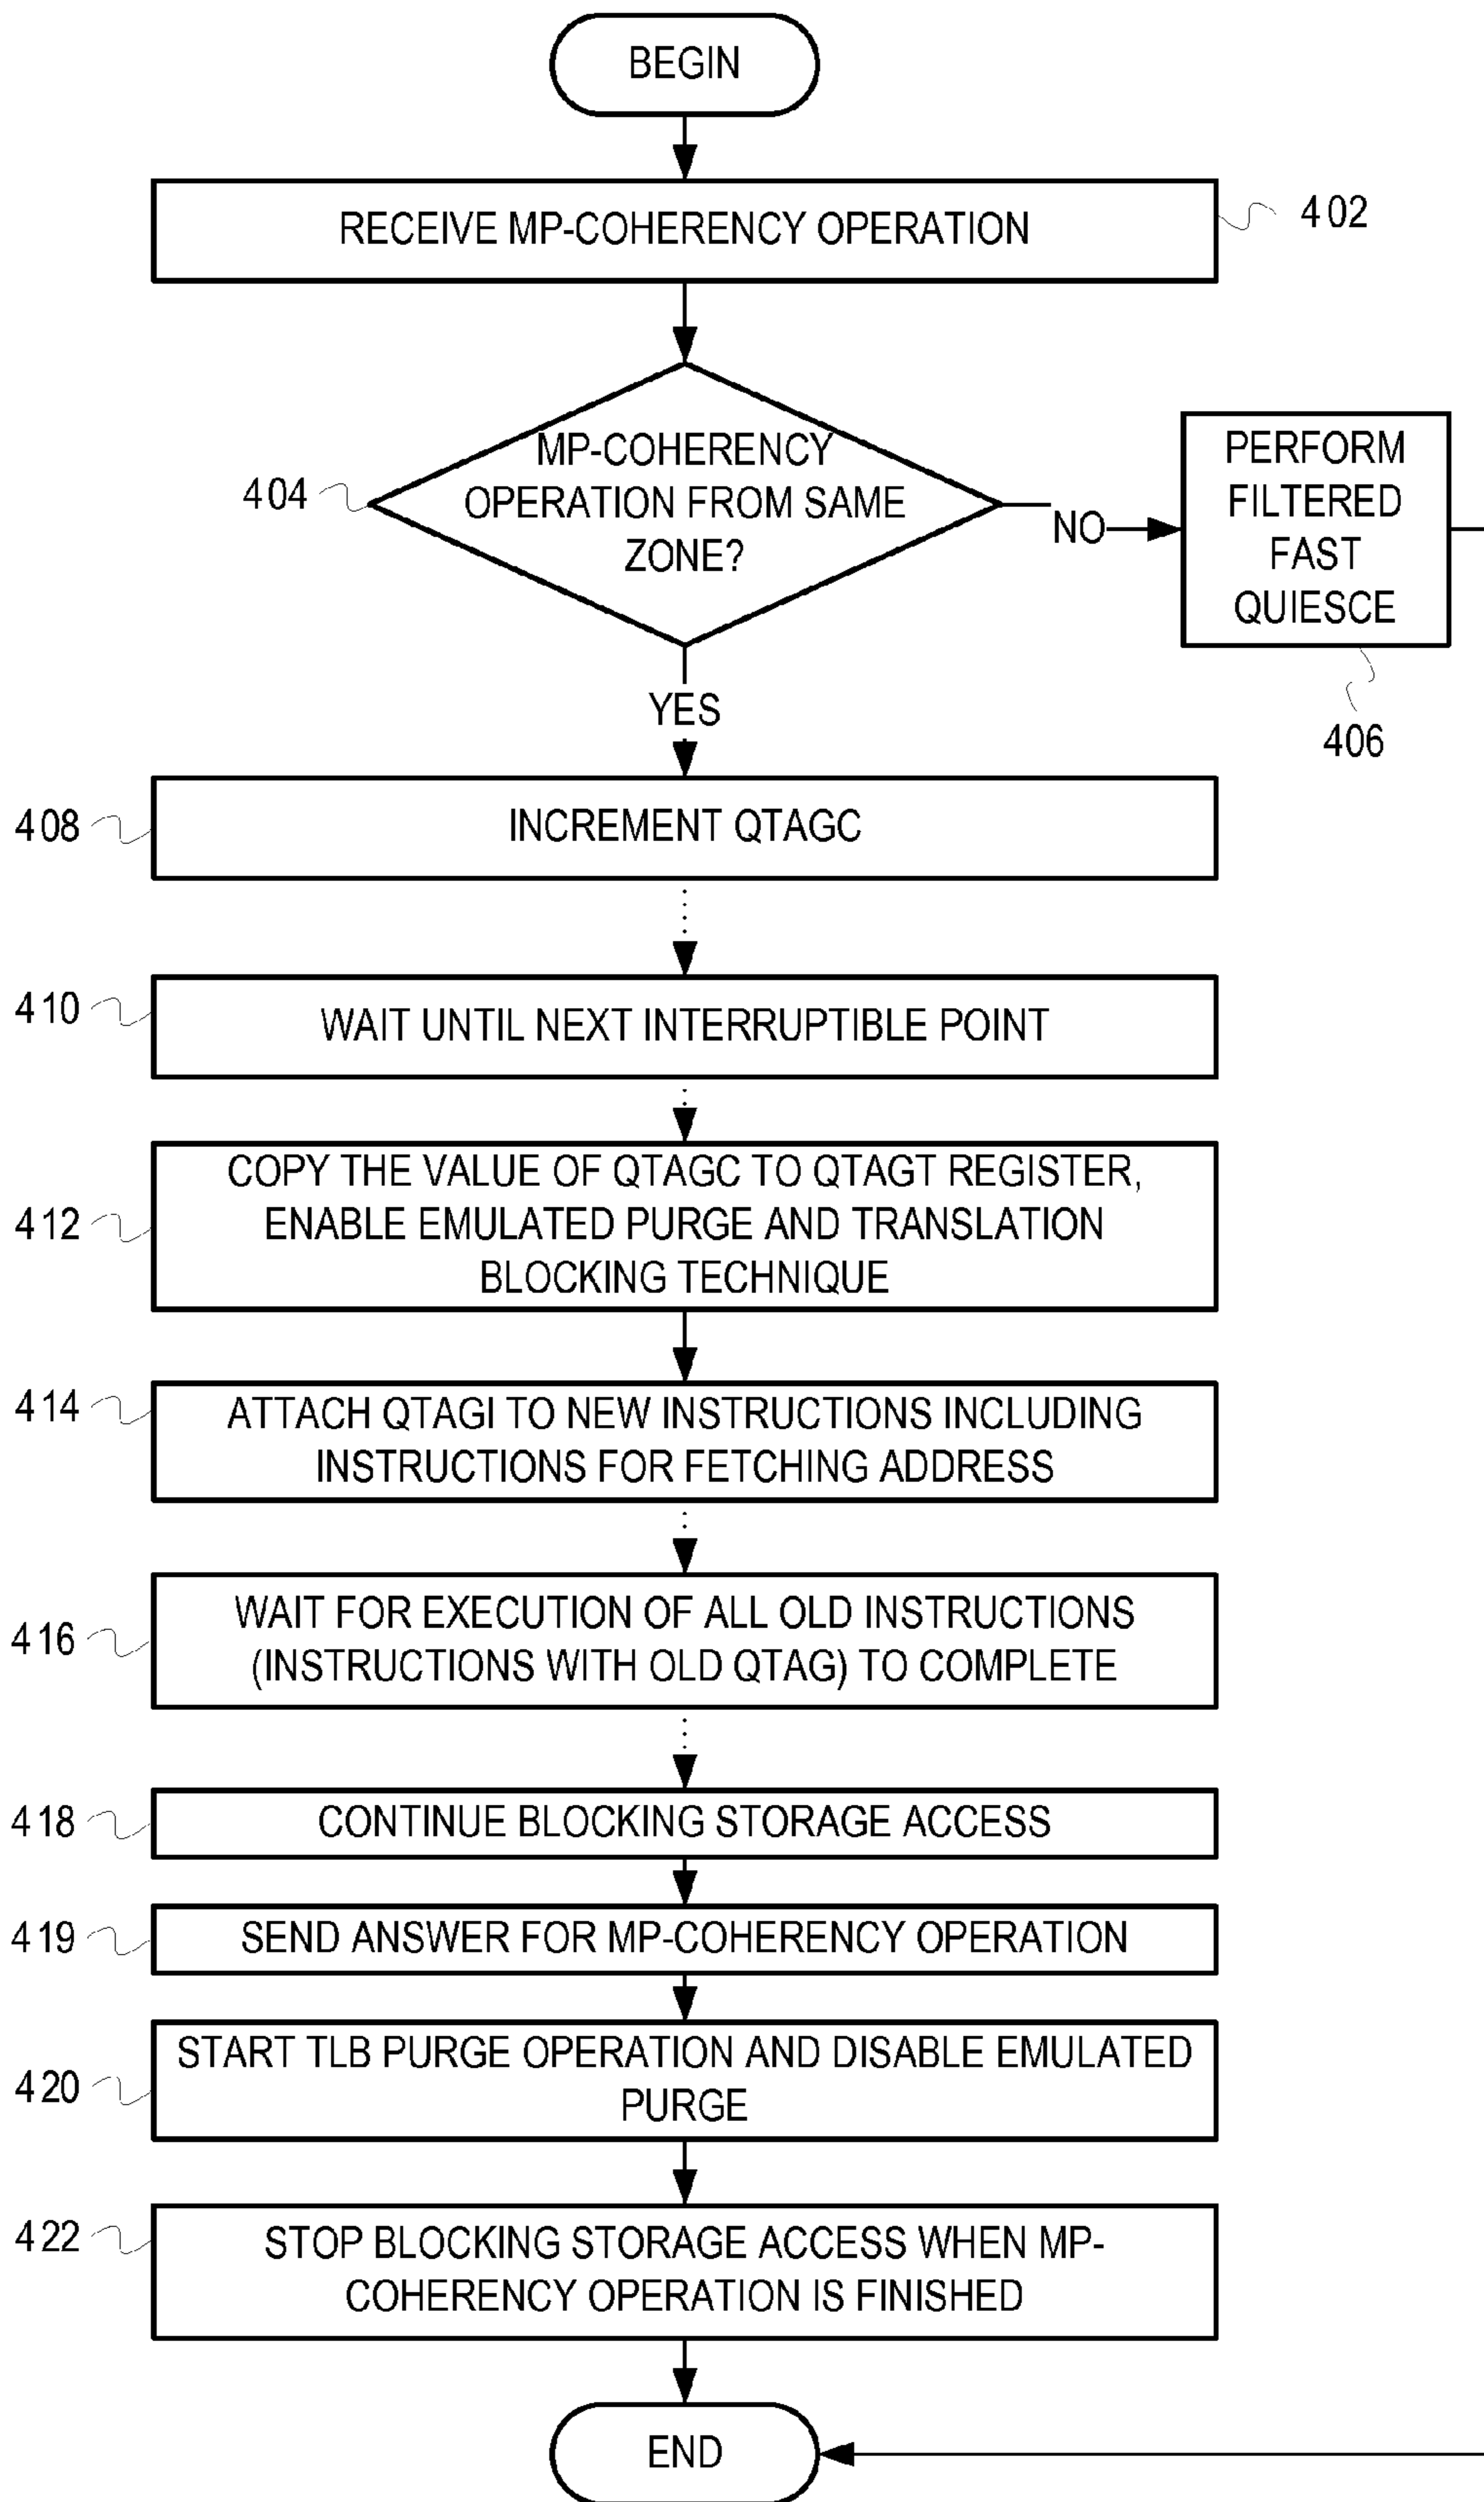 BEGIN
RECEIVE MP-COHERENCY OPERATION
402
MP-COHERENCY
OPERATION FROM SAME
ZONE?
404
NO
PERFORM
FILTERED
FAST
QUIESCE
406
YES
408
INCREMENT QTAGC
410
WAIT UNTIL NEXT INTERRUPTIBLE POINT
412
COPY THE VALUE OF QTAGC TO QTAGT REGISTER,
ENABLE EMULATED PURGE AND TRANSLATION
BLOCKING TECHNIQUE
414
ATTACH QTAGI TO NEW INSTRUCTIONS INCLUDING
INSTRUCTIONS FOR FETCHING ADDRESS
416
WAIT FOR EXECUTION OF ALL OLD INSTRUCTIONS
(INSTRUCTIONS WITH OLD QTAG) TO COMPLETE
418
CONTINUE BLOCKING STORAGE ACCESS
419
SEND ANSWER FOR MP-COHERENCY OPERATION
420
START TLB PURGE OPERATION AND DISABLE EMULATED
PURGE
422
STOP BLOCKING STORAGE ACCESS WHEN MP-
COHERENCY OPERATION IS FINISHED
END